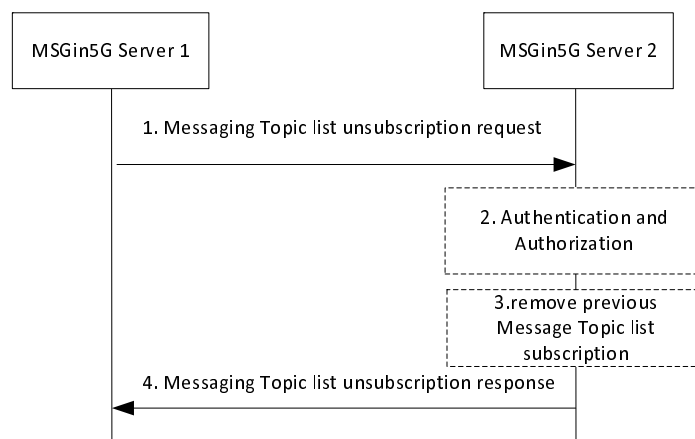 MSGin5G Server 1
MSGin5G Server 2
1. Messaging Topic list unsubscription request
2. Authentication and
Authorization
3.remove previous
Message Topic list
subscription
4. Messaging Topic list unsubscription response